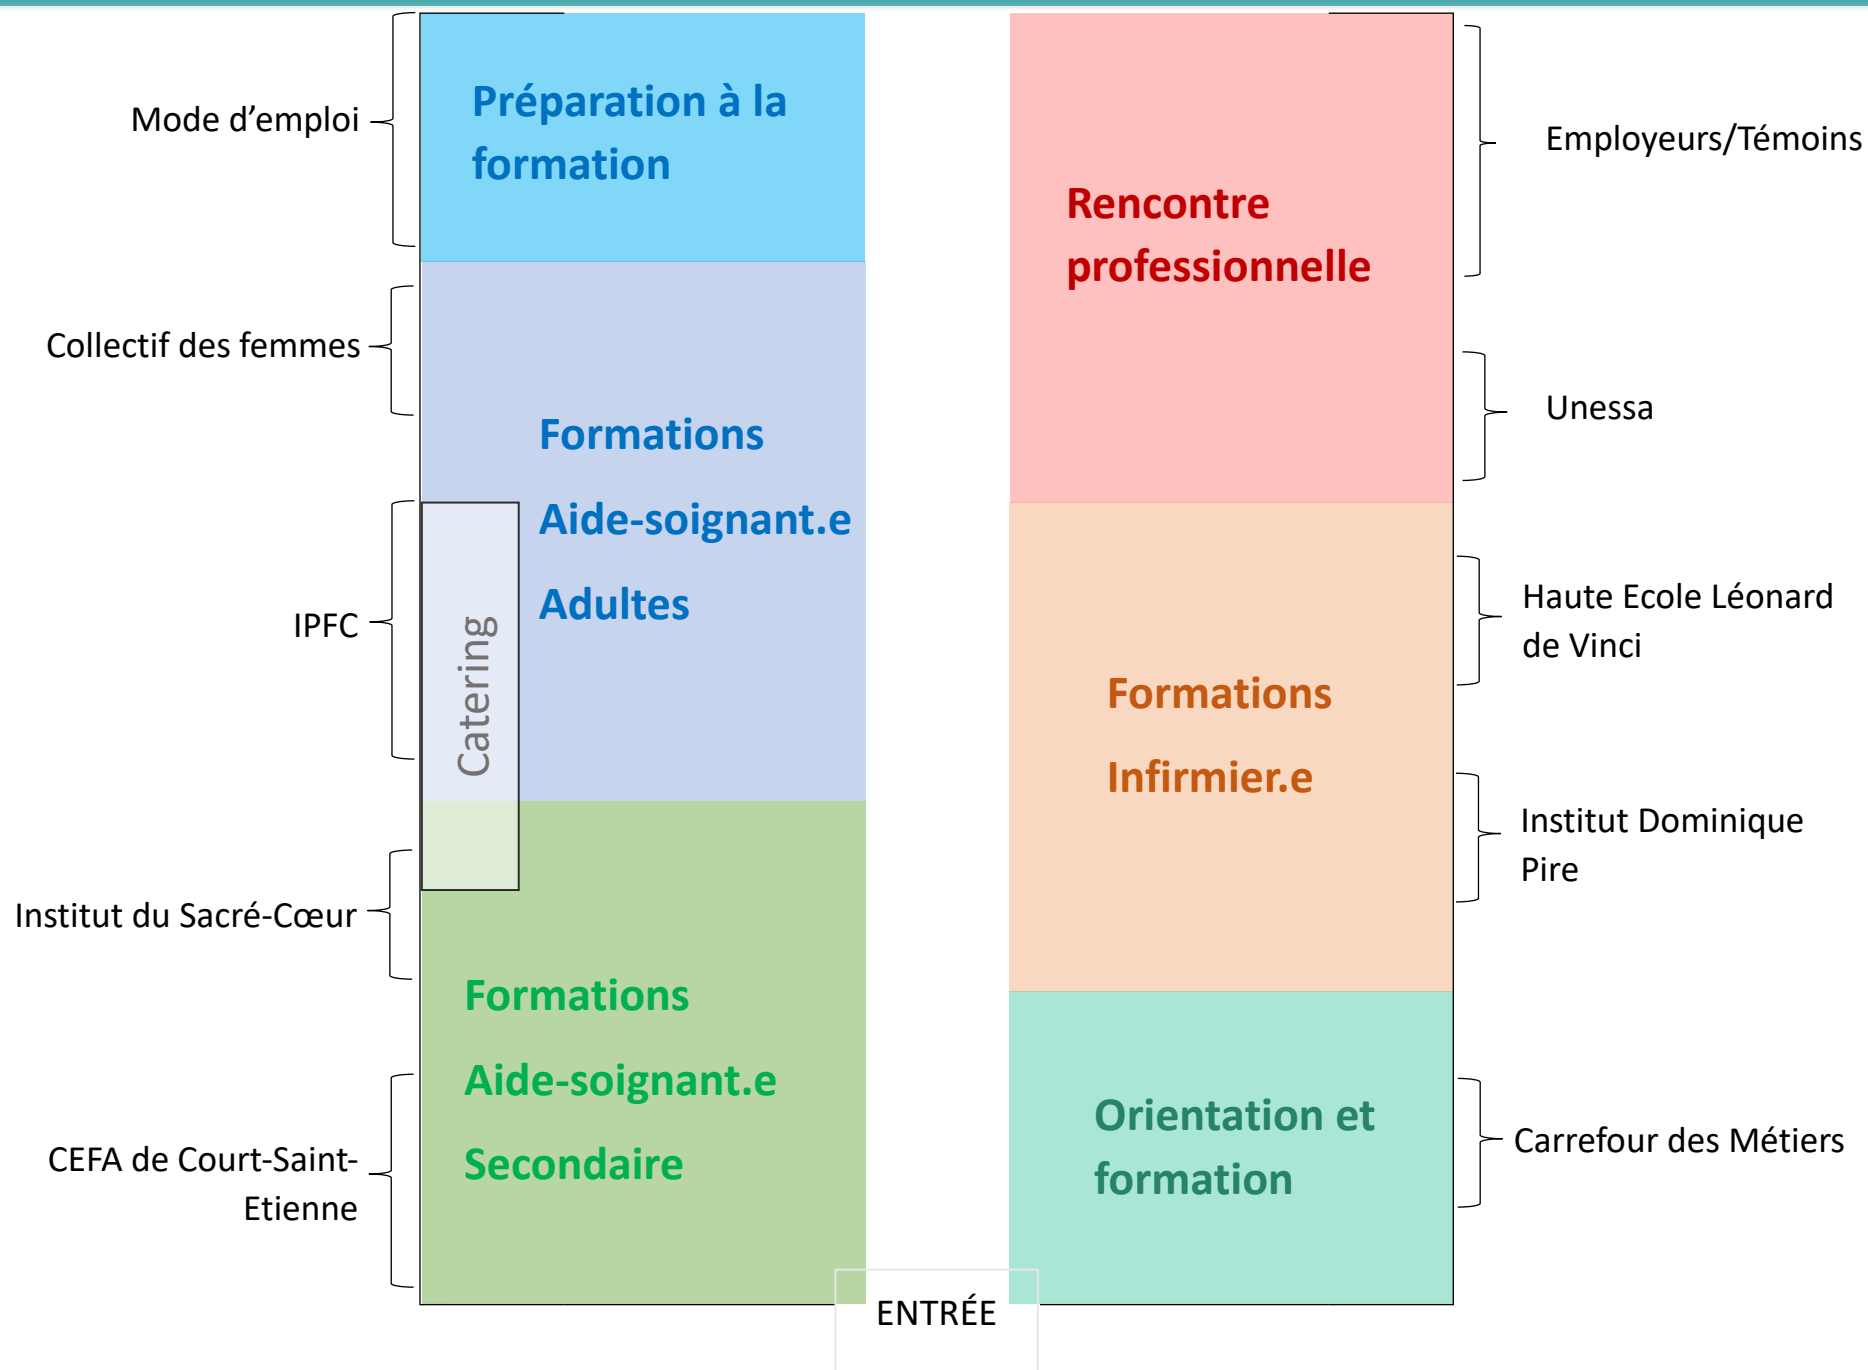 Mode d’emploi
Préparation à la
formation
Collectif des femmes
Formations
Aide-soignant.e
Adultes
IPFC
Catering
Institut du Sacré-Cœur
Formations
Aide-soignant.e
Secondaire
CEFA de Court-Saint-
Etienne
Rencontre
professionnelle
Employeurs/Témoins
Unessa
Formations
Infirmier.e
Haute Ecole Léonard
de Vinci
Institut Dominique
Pire
Orientation et
formation
Carrefour des Métiers
ENTRÉE